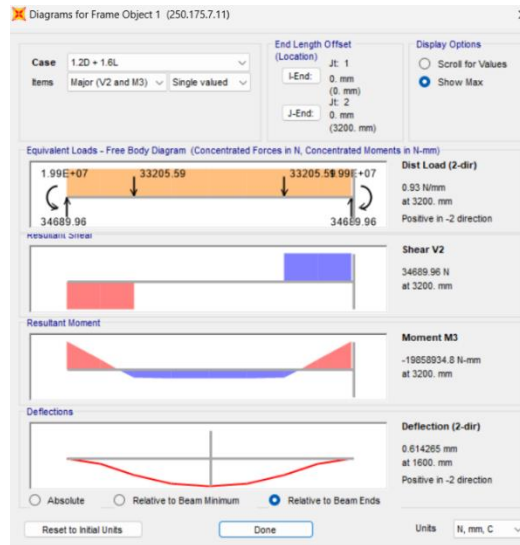 Diagrams for Frame Object 1 (250.175.7.11)
Case 1.2D + 1.6L
Items Major (V2 and M3) Single valued
End Length Offset
(Location)
Jt: 1
I-End: 0. mm
(0. mm)
Jt: 2
J-End: 0. mm
(3200. mm)
Display Options
Scroll for Values
Show Max
Equivalent Loads - Free Body Diagram (Concentrated Forces in N, Concentrated Moments in N-mm)
1.99E+07 33205.59 33205.59 1.99E+07
34689.96 34689.96
Dist Load (2-dir)
0.93 N/mm
at 3200. mm
Positive in -2 direction
Resultant Shear
Shear V2
34689.96 N
at 3200. mm
Resultant Moment
Moment M3
-19858934.8 N-mm
at 3200. mm
Deflections
Deflection (2-dir)
0.614265 mm
at 1600. mm
Positive in -2 direction
Absolute Relative to Beam Minimum Relative to Beam Ends
Reset to Initial Units Done Units N, mm, C